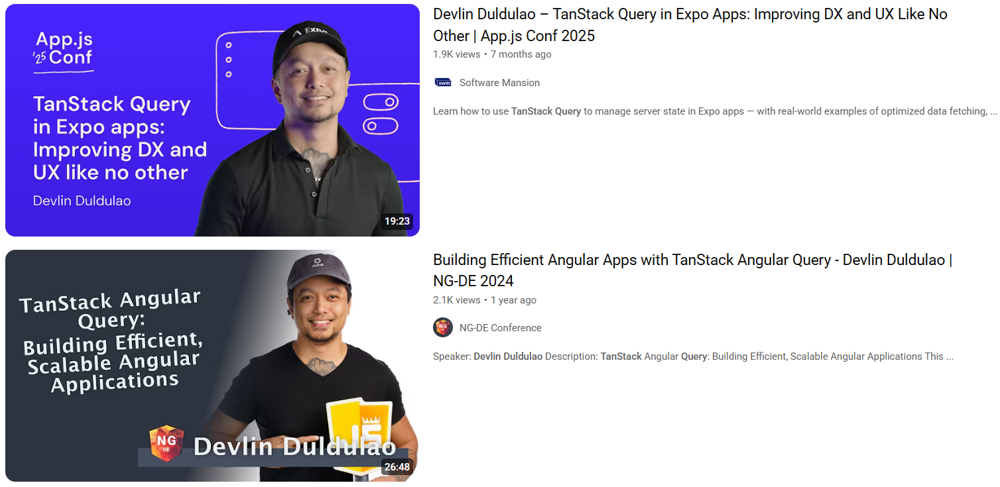 App.js
'25 Conf
TanStack Query
in Expo apps:
Improving DX and
UX like no other
Devlin Duldulao
Expo
19:23
Devlin Duldulao – TanStack Query in Expo Apps: Improving DX and UX Like No
Other | App.js Conf 2025
1.9K views • 7 months ago
swm
Software Mansion
Learn how to use TanStack Query to manage server state in Expo apps — with real-world examples of optimized data fetching, ...
TanStack Angular
Query:
Building Efficient,
Scalable Angular
Applications
JS
NG
DE
Devlin Duldulao
26:48
Building Efficient Angular Apps with TanStack Angular Query - Devlin Duldulao |
NG-DE 2024
2.1K views • 1 year ago
NG
DE
NG-DE Conference
Speaker: Devlin Duldulao Description: TanStack Angular Query: Building Efficient, Scalable Angular Applications This ...